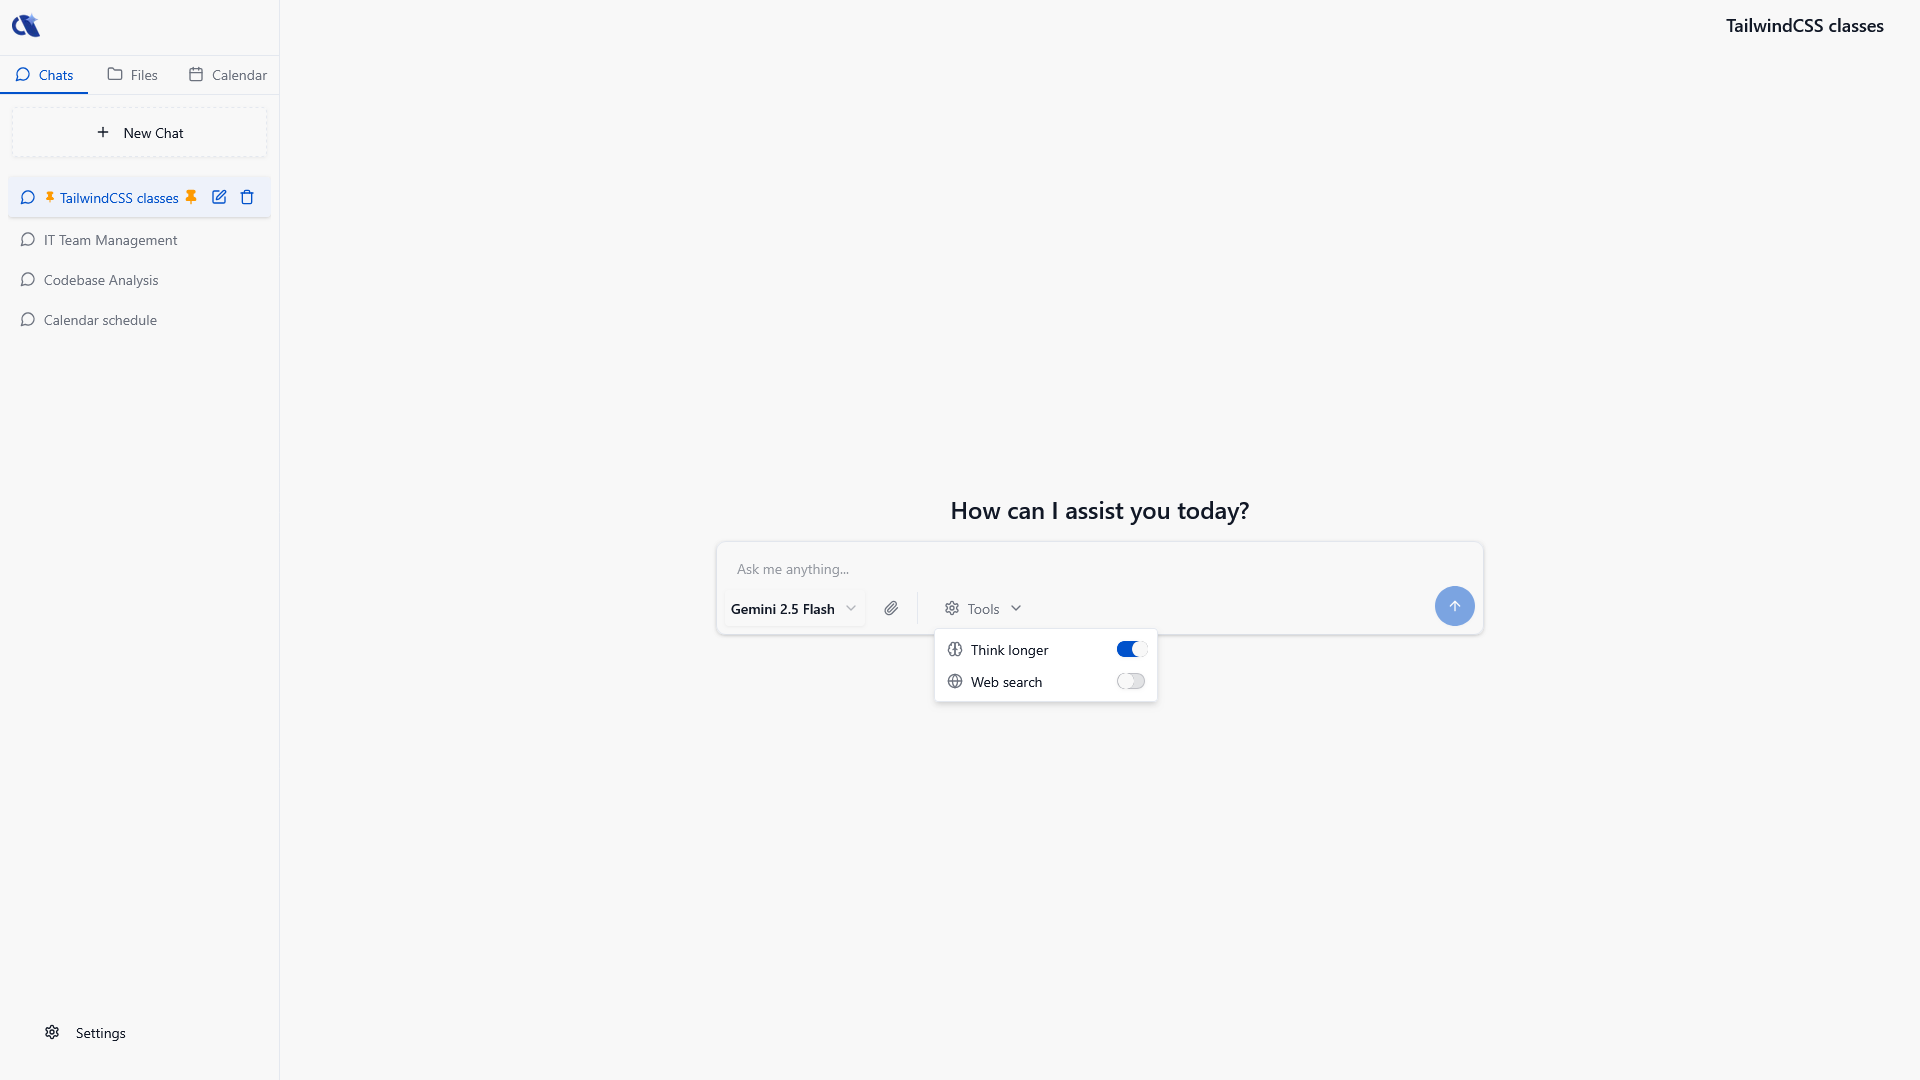 TailwindCSS classes
Chats
Files
Calendar
New Chat
TailwindCSS classes
IT Team Management
Codebase Analysis
Calendar schedule
How can I assist you today?
Ask me anything...
Gemini 2.5 Flash
Tools
Think longer
Web search
Settings